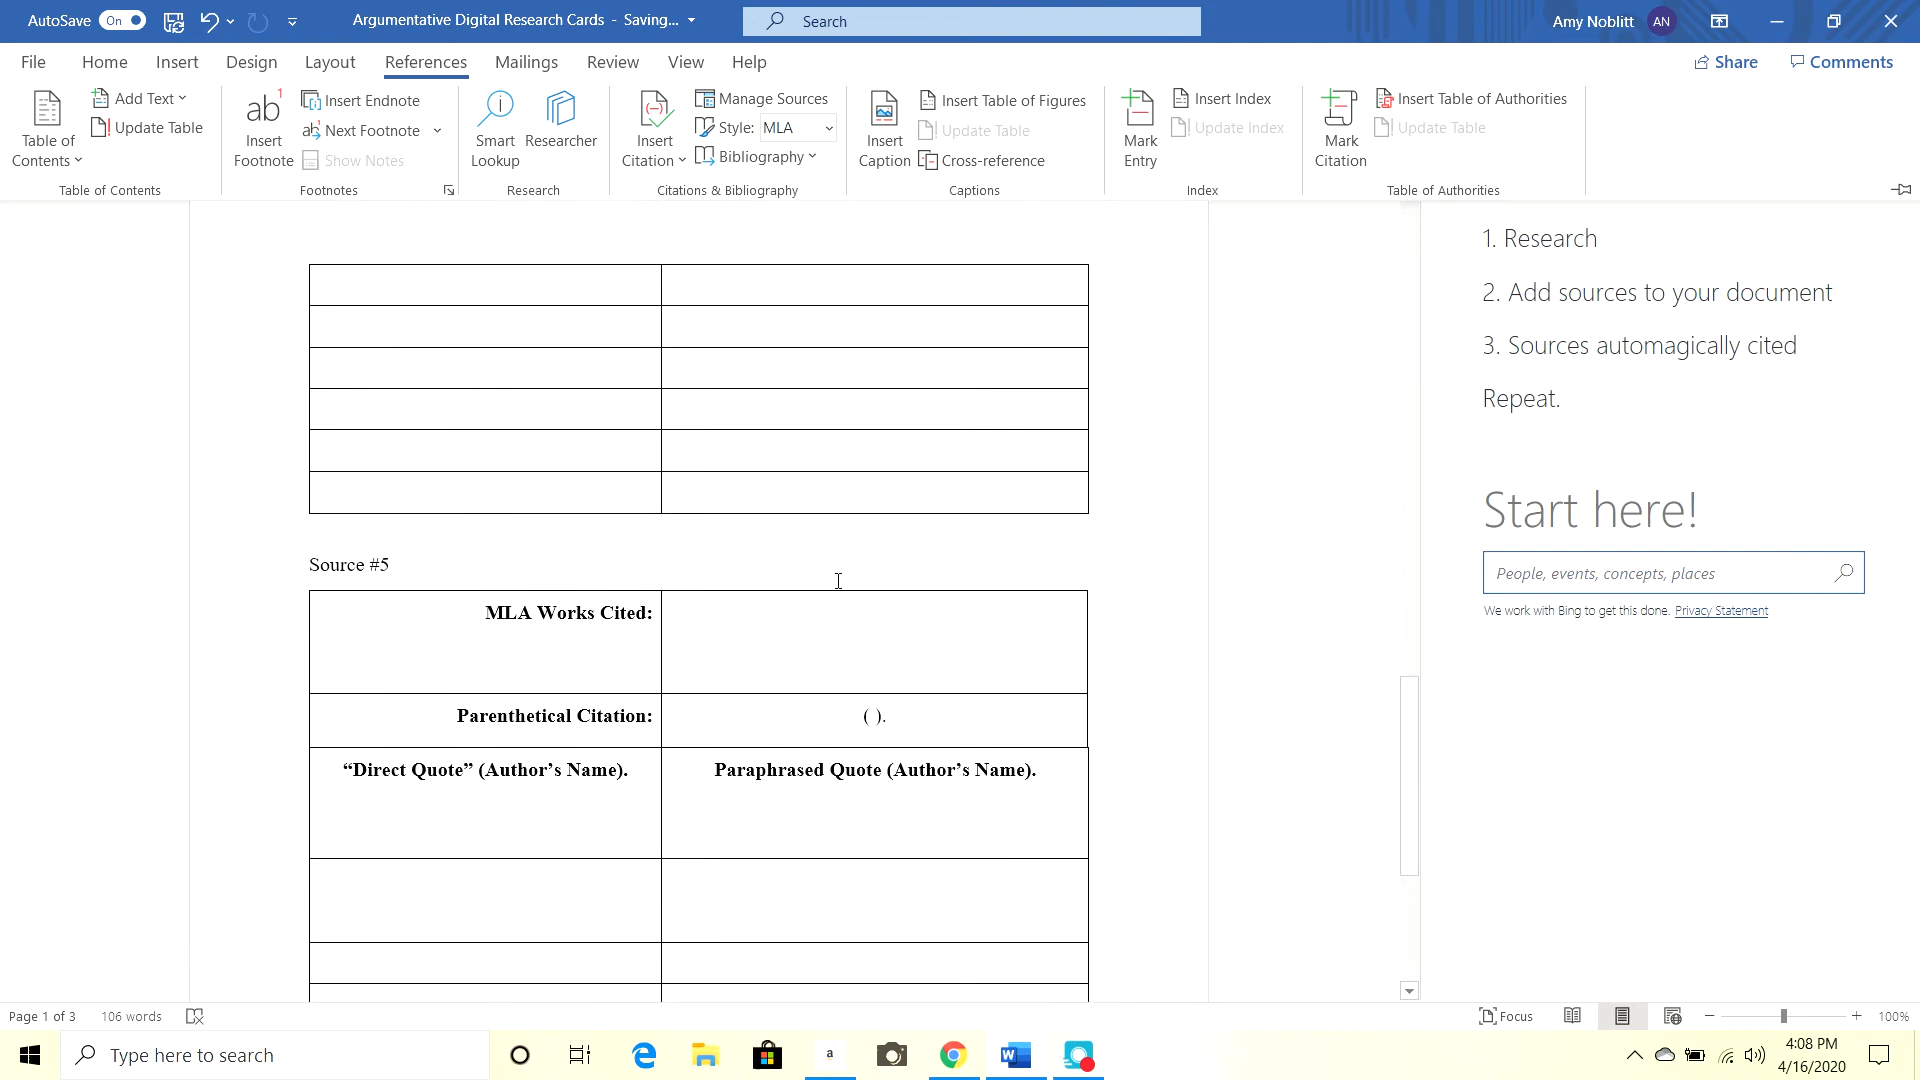 AutoSave On Argumentative Digital Research Cards - Saving... Search Amy Noblitt AN
File Home Insert Design Layout References Mailings Review View Help Share Comments
Table of Contents
Add Text
Update Table
Table of Contents
ab1
Insert Footnote
Insert Endnote
ab1 Next Footnote
Show Notes
Footnotes
Smart Lookup
Researcher
Research
Insert Citation
Manage Sources
Style: MLA
Bibliography
Citations & Bibliography
Insert Caption
Insert Table of Figures
Update Table
Cross-reference
Captions
Mark Entry
Insert Index
Update Index
Index
Mark Citation
Insert Table of Authorities
Update Table
Table of Authorities
Source #5
MLA Works Cited:
Parenthetical Citation: ( ).
“Direct Quote” (Author’s Name). Paraphrased Quote (Author’s Name).
1. Research
2. Add sources to your document
3. Sources automagically cited
Repeat.
Start here!
People, events, concepts, places
We work with Bing to get this done. Privacy Statement
Page 1 of 3 106 words Focus 100%
Type here to search a 4:08 PM
4/16/2020